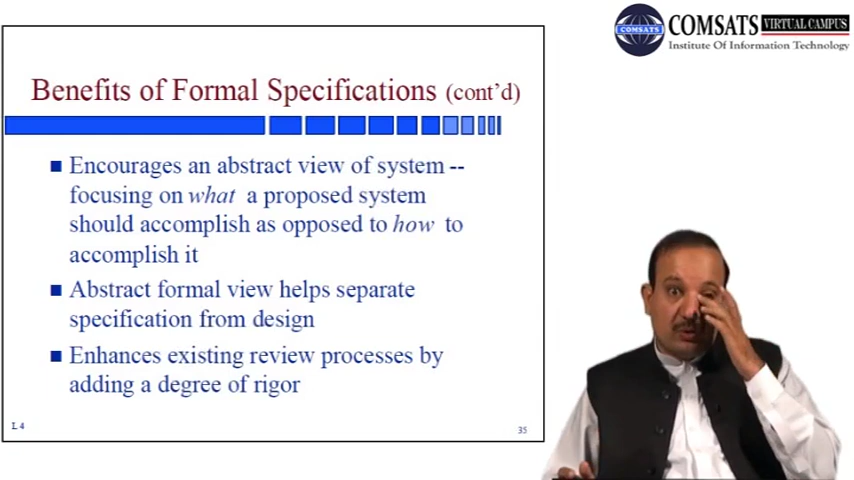 COMSATS
COMSATS VIRTUAL CAMPUS
Institute Of Information Technology
Benefits of Formal Specifications (cont'd)
Encourages an abstract view of system --
focusing on what a proposed system
should accomplish as opposed to how to
accomplish it
Abstract formal view helps separate
specification from design
Enhances existing review processes by
adding a degree of rigor
L 4
35